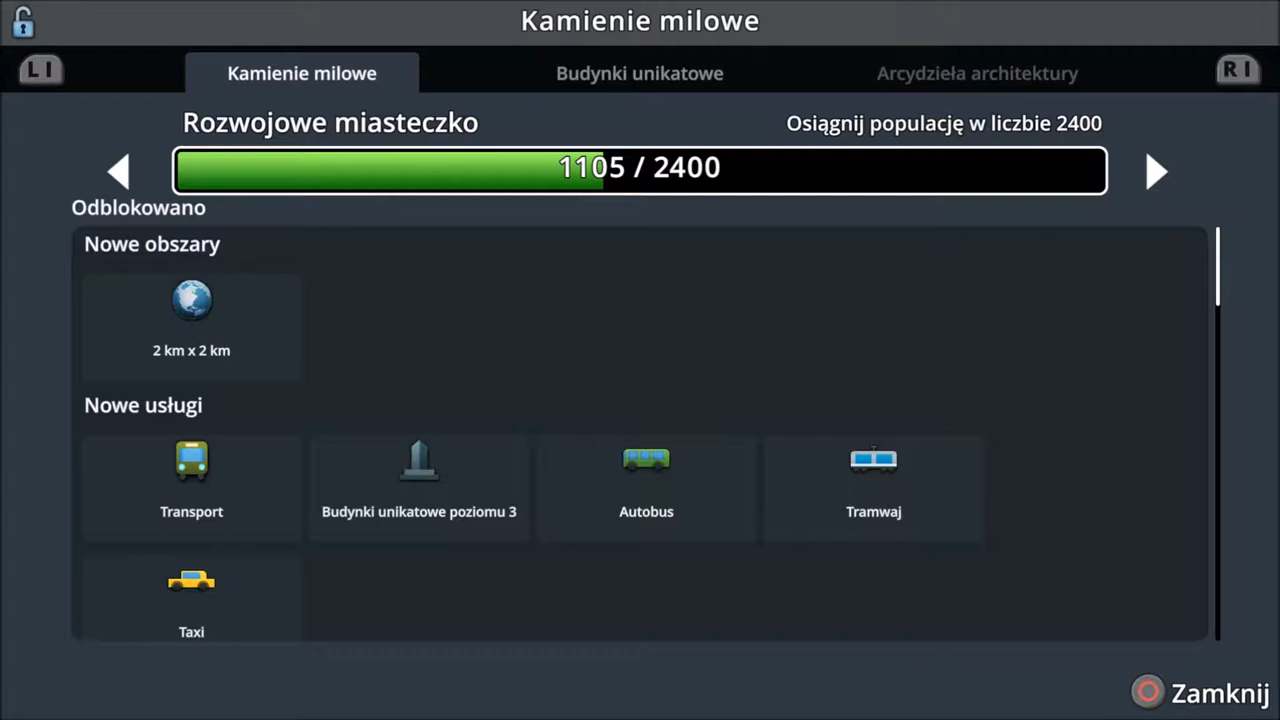 Kamienie milowe
L1
Kamienie milowe
Budynki unikatowe
Arcydzieła architektury
R1
Rozwojowe miasteczko
Osiągnij populację w liczbie 2400
1105 / 2400
Odblokowano
Nowe obszary
2 km x 2 km
Nowe usługi
Transport
Budynki unikatowe poziomu 3
Autobus
Tramwaj
Taxi
Zamknij